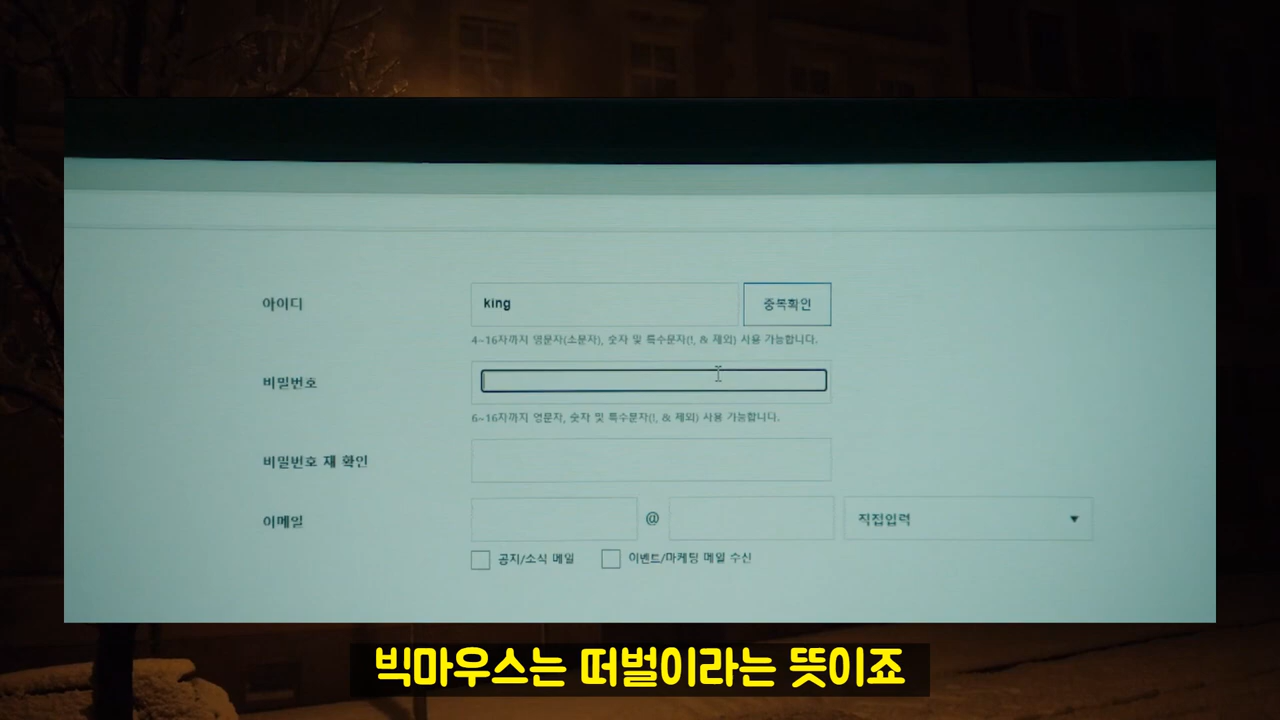 아이디
king
중복확인
4~16자까지 영문자(소문자), 숫자 및 특수문자(!, & 제외) 사용 가능합니다.
비밀번호
6~16자까지 영문자, 숫자 및 특수문자(!, & 제외) 사용 가능합니다.
비밀번호 재 확인
이메일
@
직접입력
공지/소식 메일
이벤트/마케팅 메일 수신
빅마우스는 떠벌이라는 뜻이죠